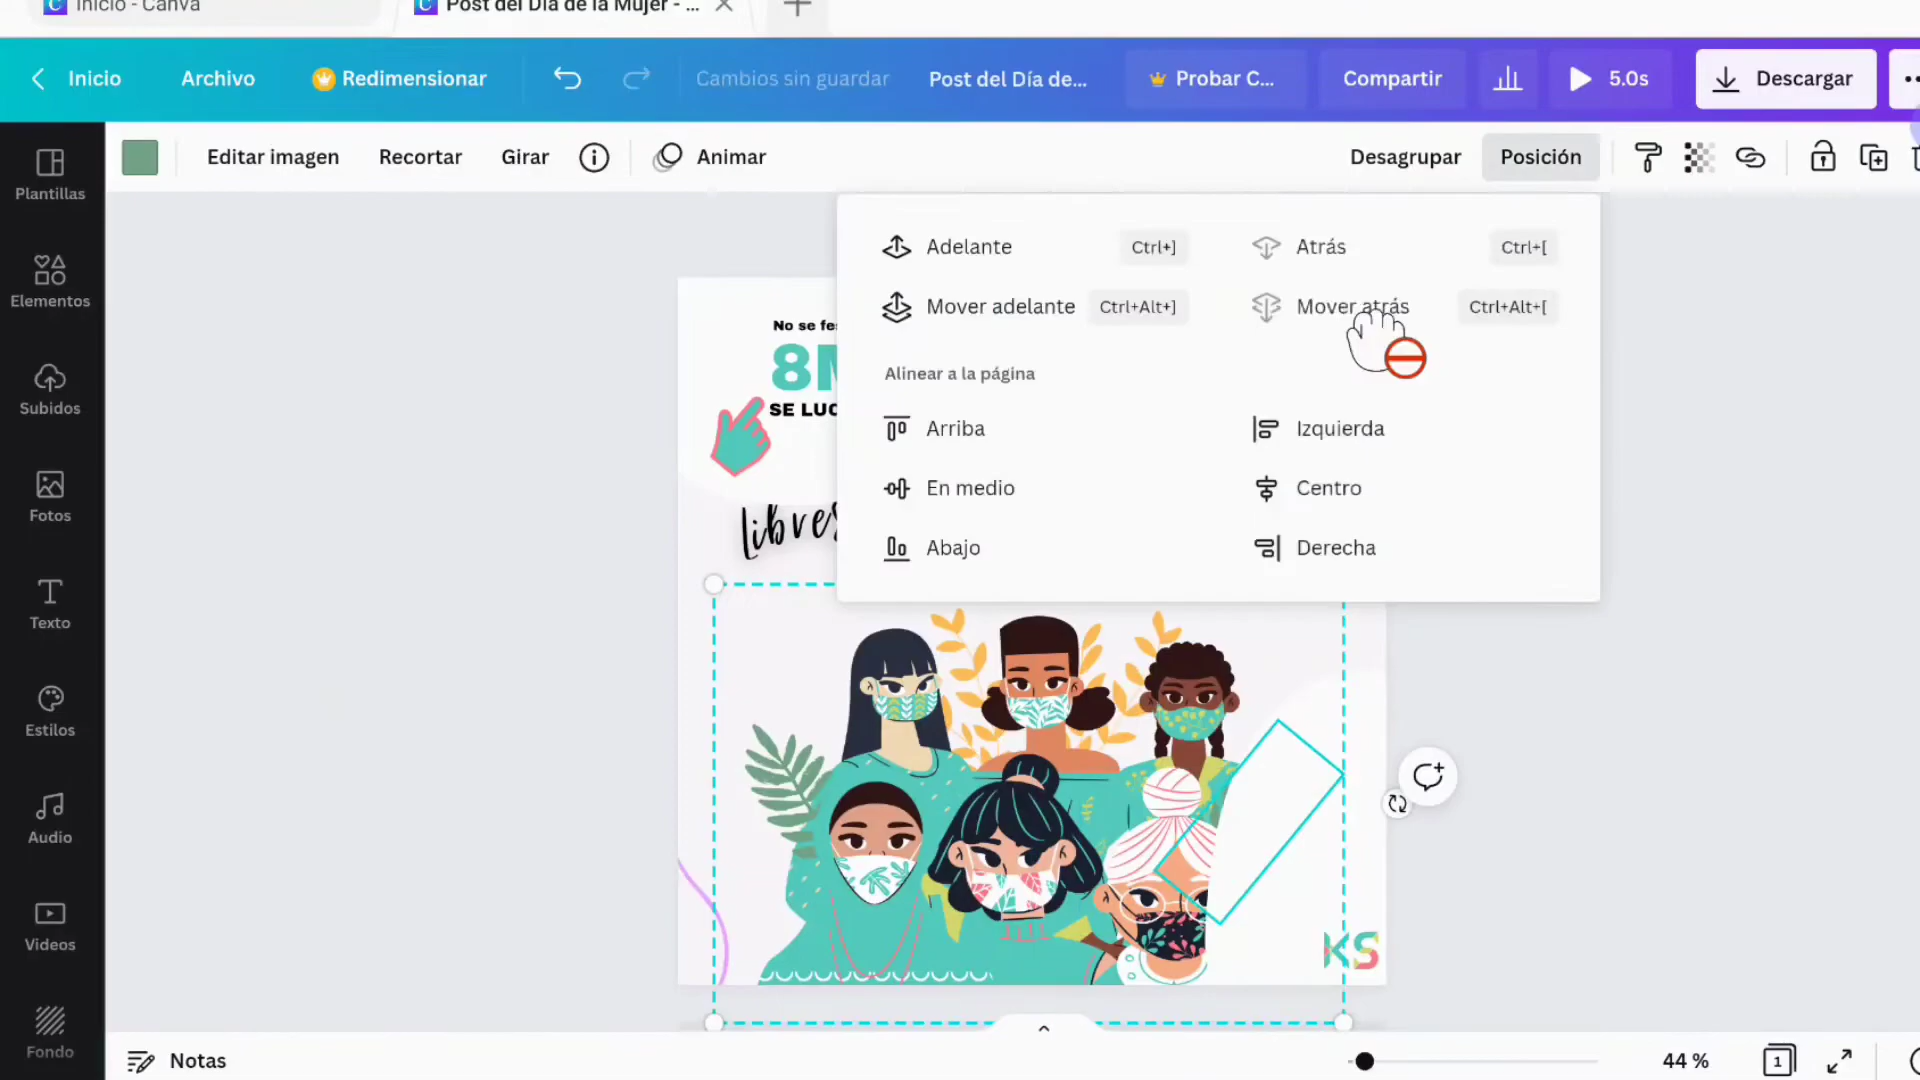 Inicio - Canva
Post del Día de la Mujer - ...
Inicio
Archivo
Redimensionar
Cambios sin guardar
Post del Día de...
Probar C...
Compartir
5.0s
Descargar
Editar imagen
Recortar
Girar
Animar
Desagrupar
Posición
Plantillas
Elementos
Subidos
Fotos
Texto
Estilos
Audio
Videos
Fondo
Adelante
Ctrl+]
Atrás
Ctrl+[
Mover adelante
Ctrl+Alt+]
Mover atrás
Ctrl+Alt+[
Alinear a la página
Arriba
Izquierda
En medio
Centro
Abajo
Derecha
No se fes
8M
SE LUC
libres
KS
Notas
44 %
1